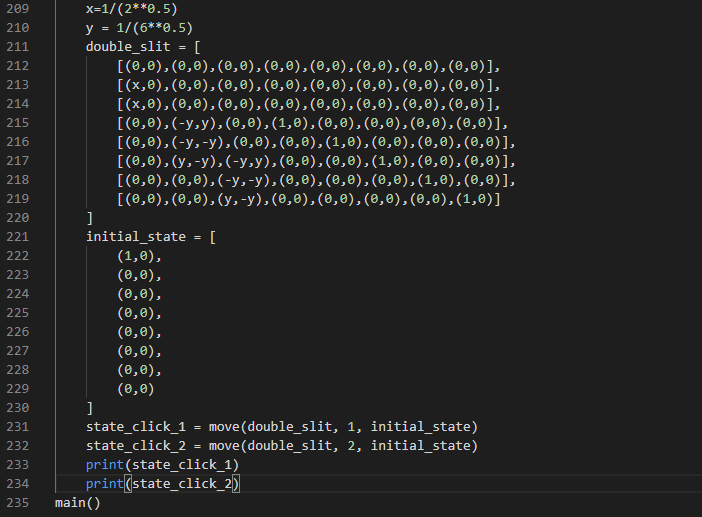 209 x=1/(2**0.5)
210 y = 1/(6**0.5)
211 double_slit = [
212 [(0,0),(0,0),(0,0),(0,0),(0,0),(0,0),(0,0),(0,0)],
213 [(x,0),(0,0),(0,0),(0,0),(0,0),(0,0),(0,0),(0,0)],
214 [(x,0),(0,0),(0,0),(0,0),(0,0),(0,0),(0,0),(0,0)],
215 [(0,0),(-y,y),(0,0),(1,0),(0,0),(0,0),(0,0),(0,0)],
216 [(0,0),(-y,-y),(0,0),(0,0),(1,0),(0,0),(0,0),(0,0)],
217 [(0,0),(y,-y),(-y,y),(0,0),(0,0),(1,0),(0,0),(0,0)],
218 [(0,0),(0,0),(-y,-y),(0,0),(0,0),(0,0),(1,0),(0,0)],
219 [(0,0),(0,0),(y,-y),(0,0),(0,0),(0,0),(0,0),(1,0)]
220 ]
221 initial_state = [
222 (1,0),
223 (0,0),
224 (0,0),
225 (0,0),
226 (0,0),
227 (0,0),
228 (0,0),
229 (0,0)
230 ]
231 state_click_1 = move(double_slit, 1, initial_state)
232 state_click_2 = move(double_slit, 2, initial_state)
233 print(state_click_1)
234 print(state_click_2)
235 main()